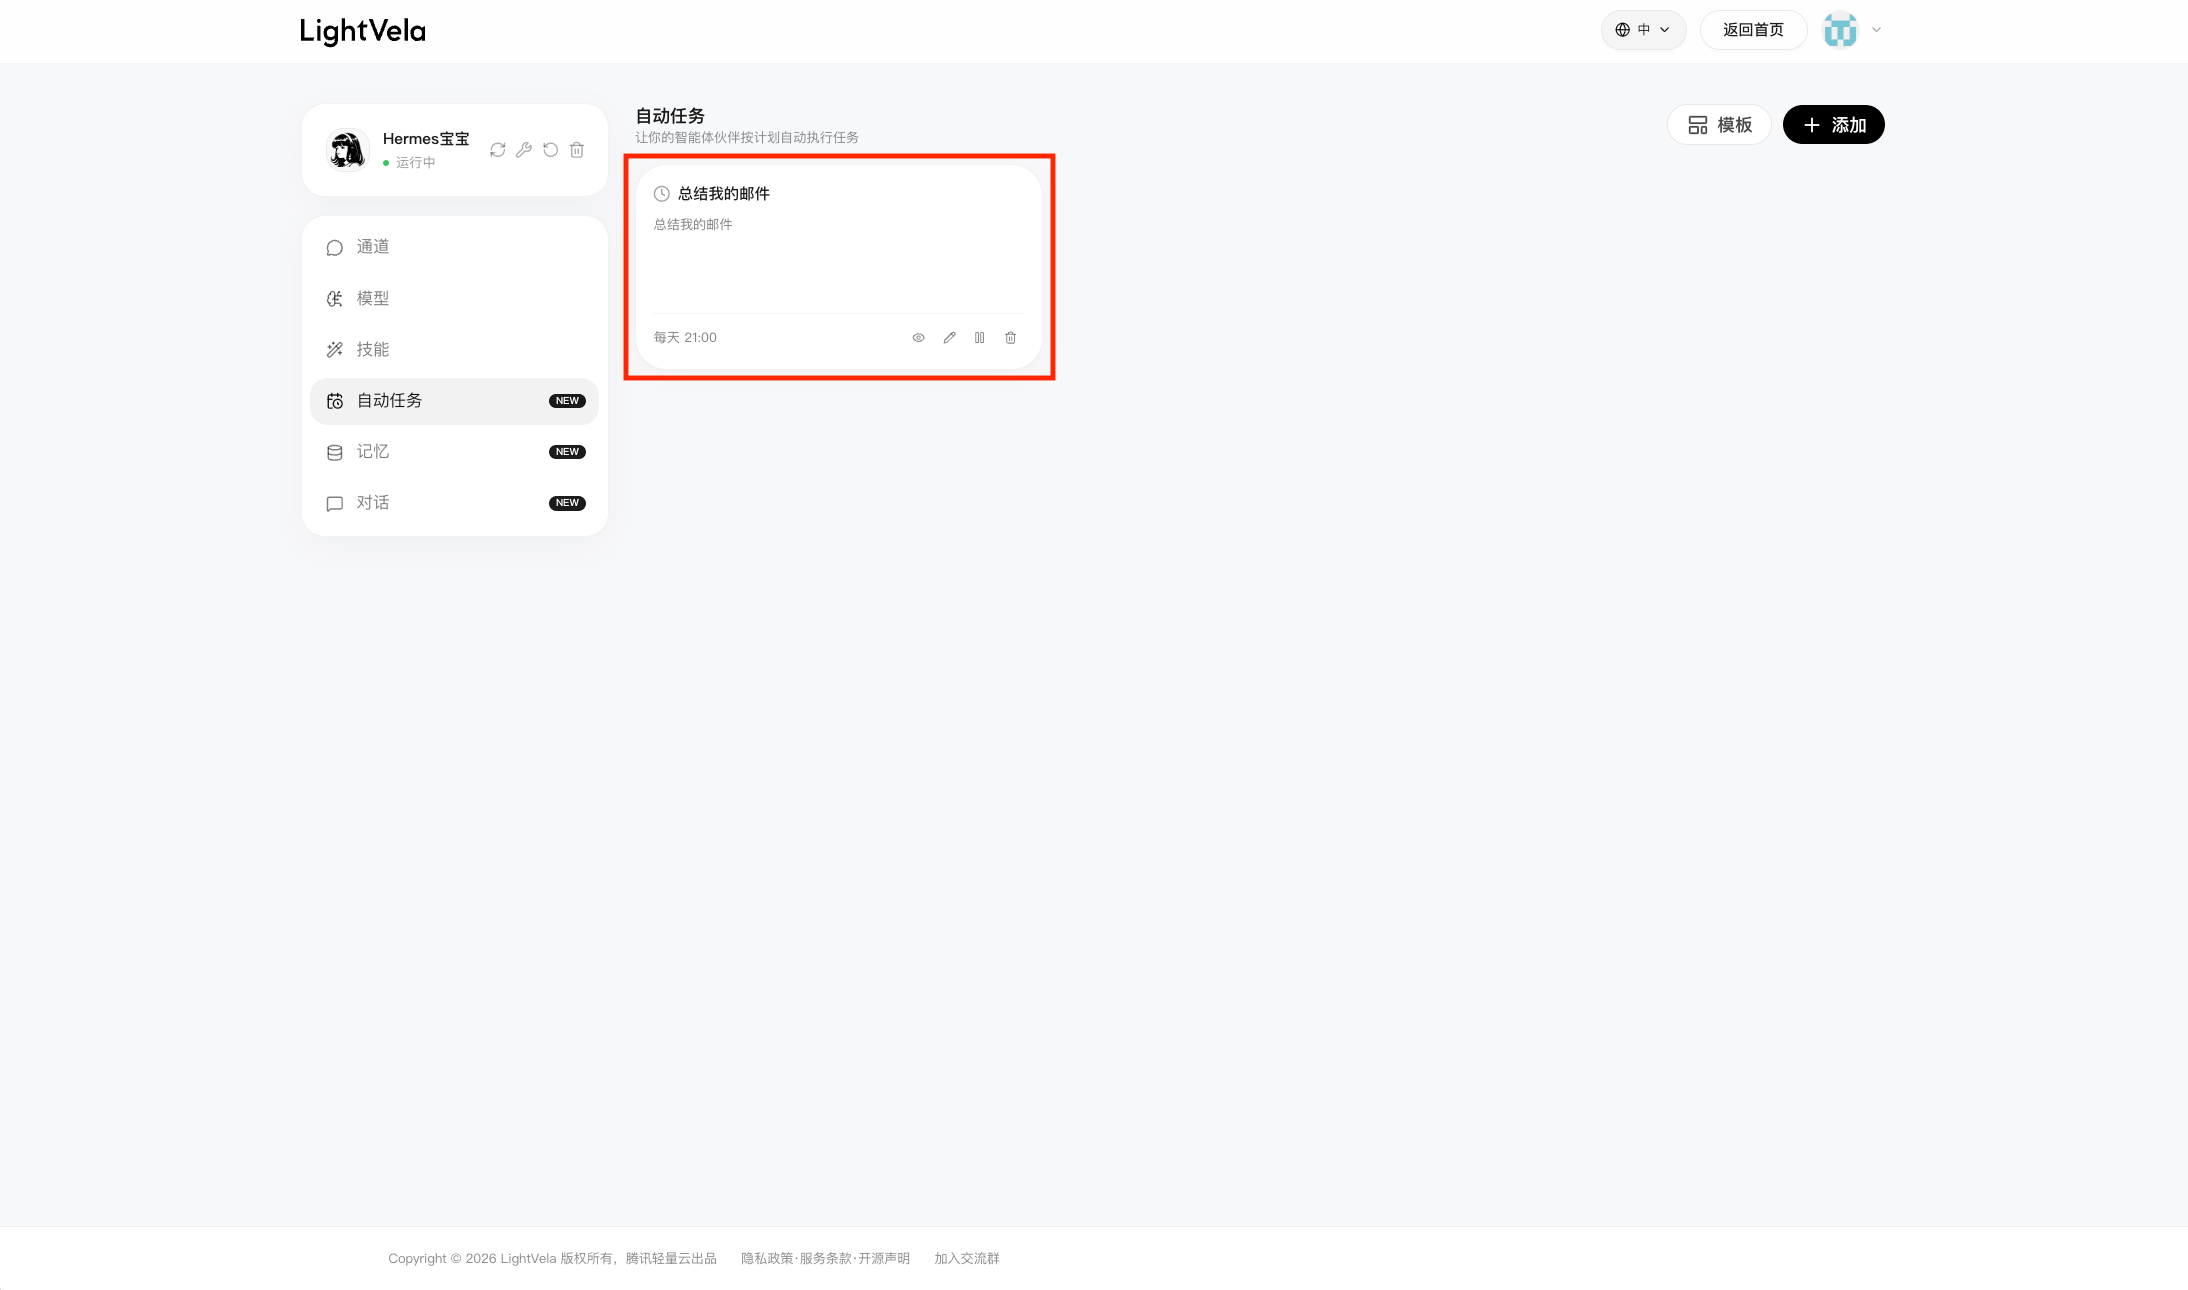 LightVela
中
返回首页
Hermes宝宝
运行中
通道
模型
技能
自动任务 NEW
记忆 NEW
对话 NEW
自动任务
让你的智能体伙伴按计划自动执行任务
模板
添加
总结我的邮件
总结我的邮件
每天 21:00
Copyright © 2026 LightVela 版权所有，腾讯轻量云出品 隐私政策·服务条款·开源声明 加入交流群